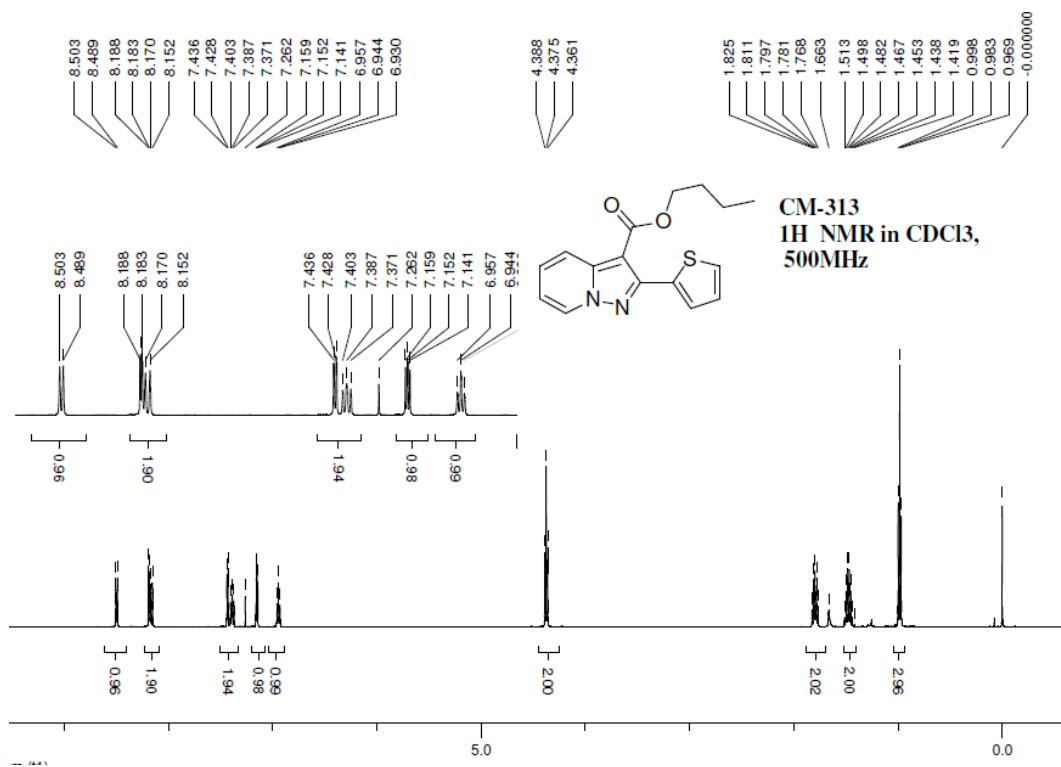 8.503 8.489 8.188 8.183 8.170 8.152 7.436 7.428 7.403 7.387 7.371 7.262 7.159 7.152 7.141 6.957 6.944 6.930
4.388 4.375 4.361
1.825 1.811 1.797 1.781 1.768 1.663 1.513 1.498 1.482 1.467 1.453 1.438 1.419 0.998 0.983 0.969 -0.000000
CM-313
1H NMR in CDCl3,
500MHz
O
O
S
N
N
8.503 8.489 8.188 8.183 8.170 8.152 7.436 7.428 7.403 7.387 7.371 7.262 7.159 7.152 7.141 6.957 6.944
0.96 1.90 1.94 0.98 0.99
0.96 1.90 1.94 0.98 0.99 2.00 2.02 2.00 2.96
5.0 0.0